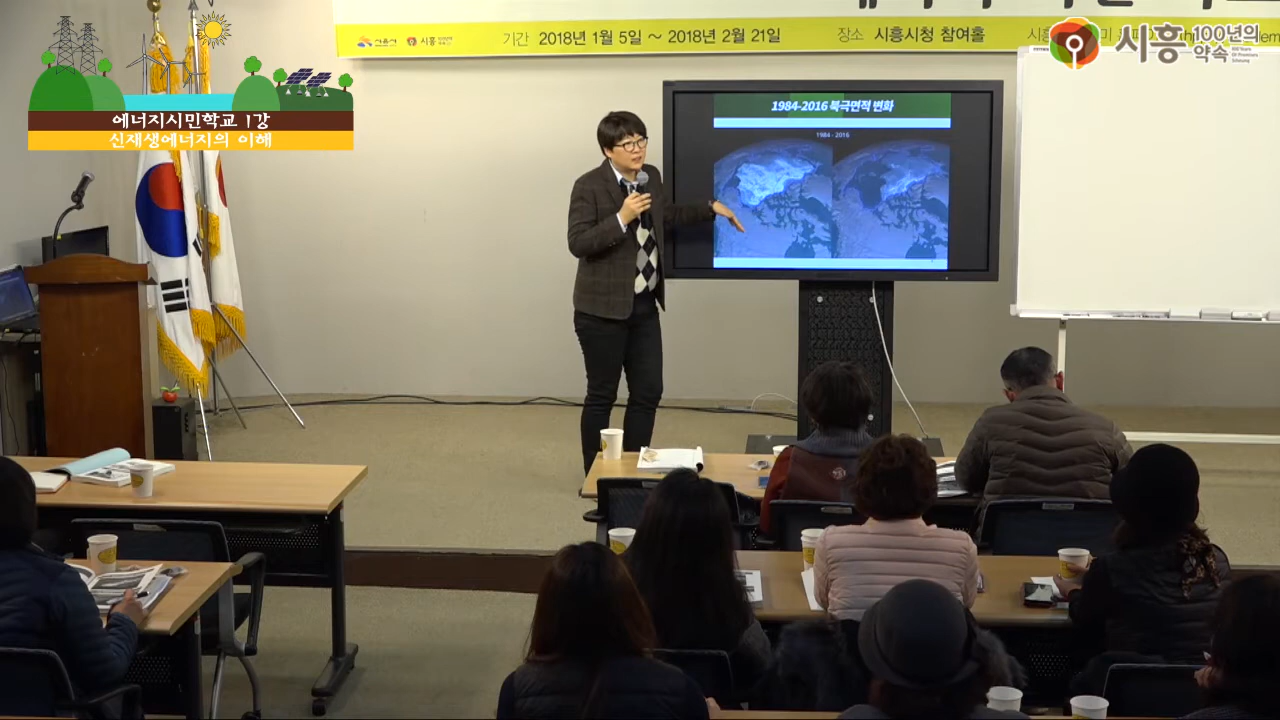 기간 2018년 1월 5일 ~ 2018년 2월 21일
장소 시흥시청 참여홀
시흥
100년의
약속
에너지시민학교 1강
신재생에너지의 이해
1984-2016 북극면적 변화
1984 - 2016